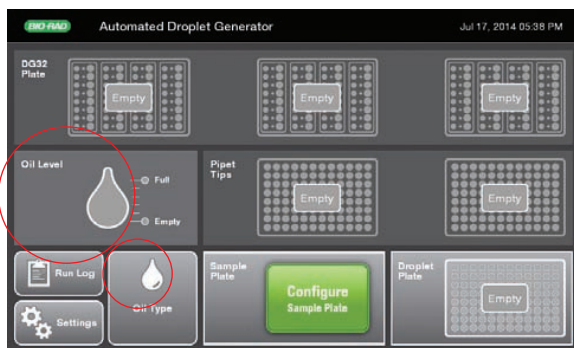 BIO-RAD Automated Droplet Generator Jul 17, 2014 05:38 PM
DG32
Plate
Empty Empty Empty
Oil Level
Full
Empty
Pipet
Tips
Empty Empty
Run Log
Settings
Oil Type
Sample
Plate
Configure
Sample Plate
Droplet
Plate
Empty